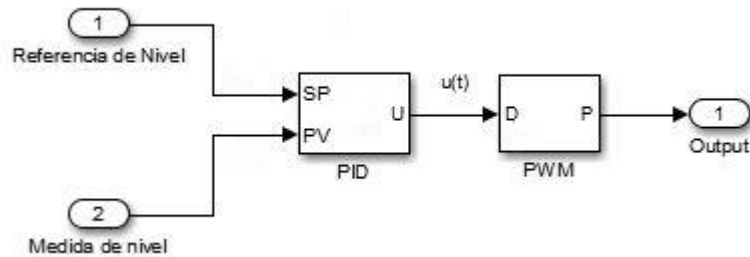 1
Referencia de Nivel
SP
PV
U
PID
u(t)
D
P
PWM
1
Output
2
Medida de nivel